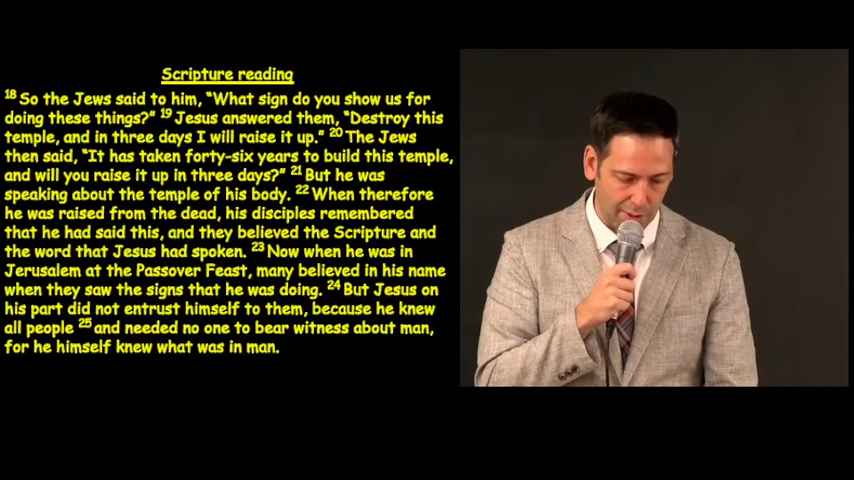 Scripture reading
18 So the Jews said to him, “What sign do you show us for
doing these things?” 19 Jesus answered them, “Destroy this
temple, and in three days I will raise it up.” 20 The Jews
then said, “It has taken forty-six years to build this temple,
and will you raise it up in three days?” 21 But he was
speaking about the temple of his body. 22 When therefore
he was raised from the dead, his disciples remembered
that he had said this, and they believed the Scripture and
the word that Jesus had spoken. 23 Now when he was in
Jerusalem at the Passover Feast, many believed in his name
when they saw the signs that he was doing. 24 But Jesus on
his part did not entrust himself to them, because he knew
all people 25 and needed no one to bear witness about man,
for he himself knew what was in man.